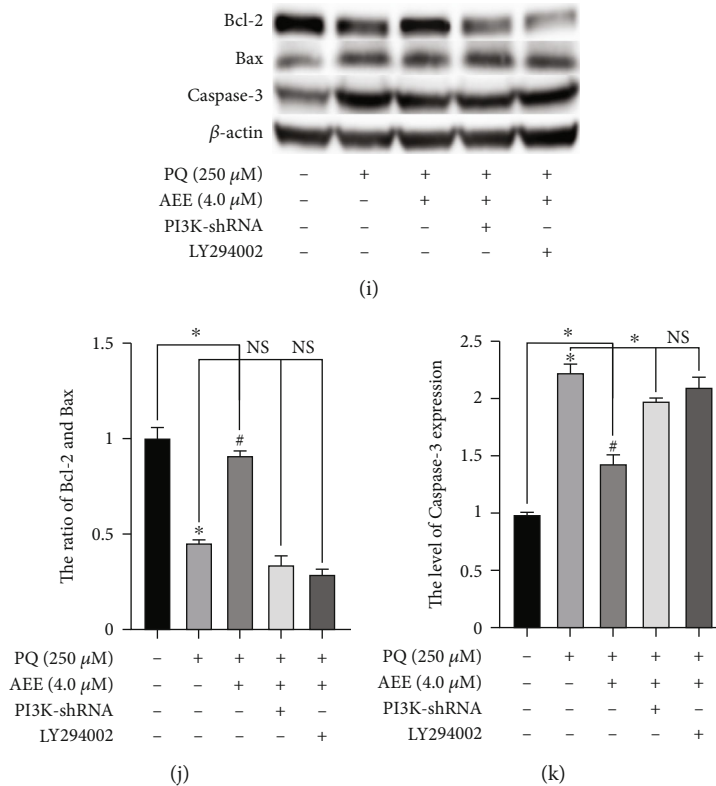 Bcl-2
Bax
Caspase-3
β-actin
PQ (250 μM) – + + + +
AEE (4.0 μM) – – + + +
PI3K-shRNA – – – + –
LY294002 – – – – +
(i)
The ratio of Bcl-2 and Bax
1.5
1
0.5
0
* NS NS
*
#
PQ (250 μM) – + + + +
AEE (4.0 μM) – – + + +
PI3K-shRNA – – – + –
LY294002 – – – – +
(j)
The level of Caspase-3 expression
2.5
2
1.5
1
0.5
0
* * NS
*
#
PQ (250 μM) – + + + +
AEE (4.0 μM) – – + + +
PI3K-shRNA – – – + –
LY294002 – – – – +
(k)